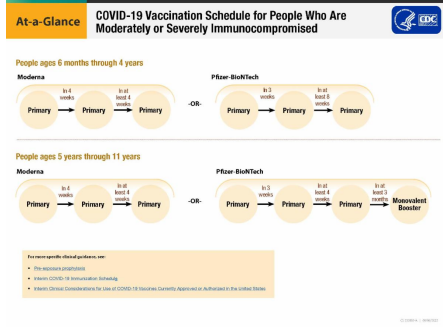 At-a-Glance
COVID-19 Vaccination Schedule for People Who Are
Moderately or Severely Immunocompromised
CDC
People ages 6 months through 4 years
Moderna
Primary
In 4
weeks
Primary
In at
least 4
weeks
Primary
-OR-
Pfizer-BioNTech
Primary
In 3
weeks
Primary
In at
least 8
weeks
Primary
People ages 5 years through 11 years
Moderna
Primary
In 4
weeks
Primary
In at
least 4
weeks
Primary
-OR-
Pfizer-BioNTech
Primary
In 3
weeks
Primary
In at
least 4
weeks
Primary
In at
least 3
months
Monovalent
Booster
For more specific clinical guidance, see:
• Pre-exposure prophylaxis
• Interim COVID-19 Immunization Schedule
• Interim Clinical Considerations for Use of COVID-19 Vaccines Currently Approved or Authorized in the United States